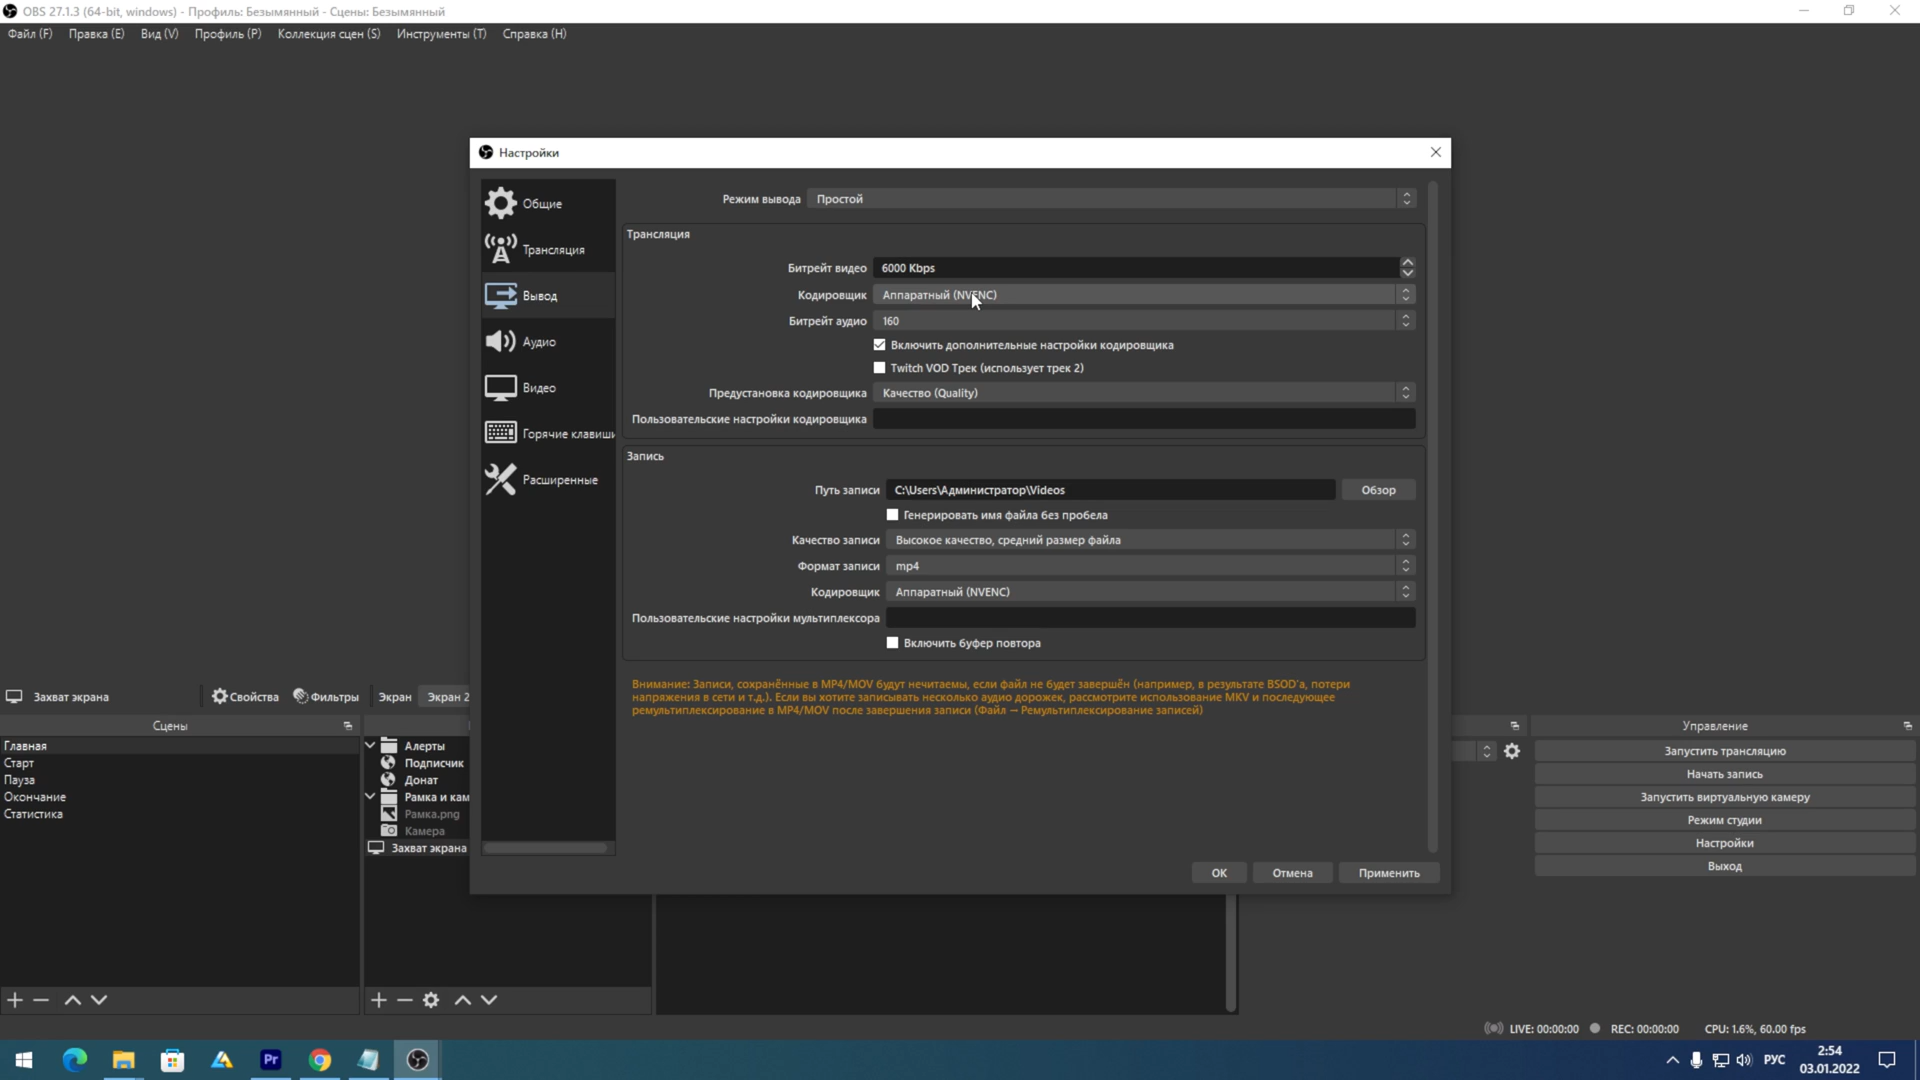 OBS 27.1.3 (64-bit, windows) - Профиль: Безымянный - Сцены: Безымянный
Файл (F) Правка (E) Вид (V) Профиль (P) Коллекция сцен (S) Инструменты (T) Справка (H)
Настройки
Общие
Трансляция
Вывод
Аудио
Видео
Горячие клавиши
Расширенные
Режим вывода Простой
Трансляция
Битрейт видео 6000 Kbps
Кодировщик Аппаратный (NVENC)
Битрейт аудио 160
Включить дополнительные настройки кодировщика
Twitch VOD Трек (использует трек 2)
Предустановка кодировщика Качество (Quality)
Пользовательские настройки кодировщика
Запись
Путь записи C:\Users\Администратор\Videos Обзор
Генерировать имя файла без пробела
Качество записи Высокое качество, средний размер файла
Формат записи mp4
Кодировщик Аппаратный (NVENC)
Пользовательские настройки мультиплексора
Включить буфер повтора
Внимание: Записи, сохранённые в MP4/MOV будут нечитаемы, если файл не будет завершён (например, в результате BSOD'а, потери
напряжения в сети и т.д.). Если вы хотите записывать несколько аудио дорожек, рассмотрите использование MKV и последующее
ремультиплексирование в MP4/MOV после завершения записи (Файл → Ремультиплексирование записей)
OK Отмена Применить
Захват экрана Свойства Фильтры Экран Экран 2
Сцены
Главная
Старт
Пауза
Окончание
Статистика
Алерты
Подписчик
Донат
Рамка и кам
Рамка.png
Камера
Захват экрана
Управление
Запустить трансляцию
Начать запись
Запустить виртуальную камеру
Режим студии
Настройки
Выход
LIVE: 00:00:00 REC: 00:00:00 CPU: 1.6%, 60.00 fps
Pr
РУС
2:54
03.01.2022